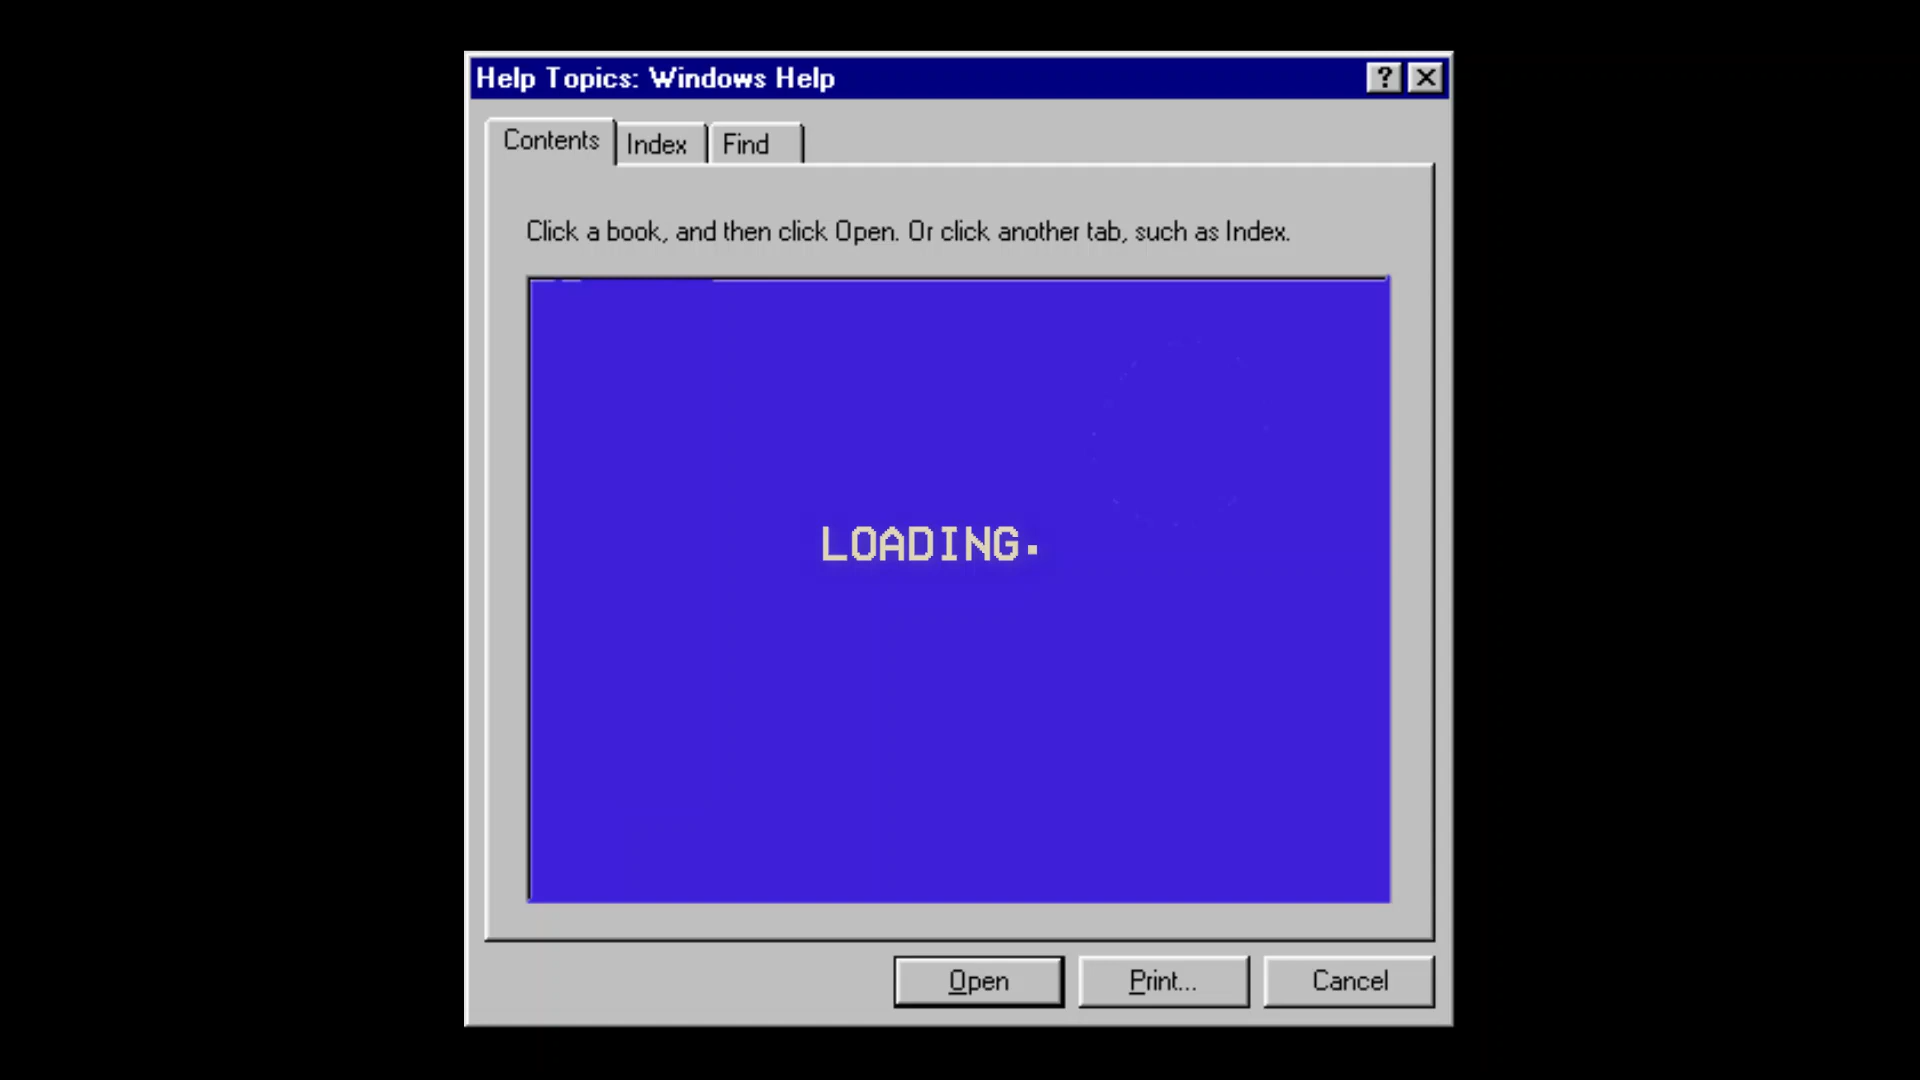 Help Topics: Windows Help
Contents Index Find
Click a book, and then click Open. Or click another tab, such as Index.
LOADING.
Open Print... Cancel